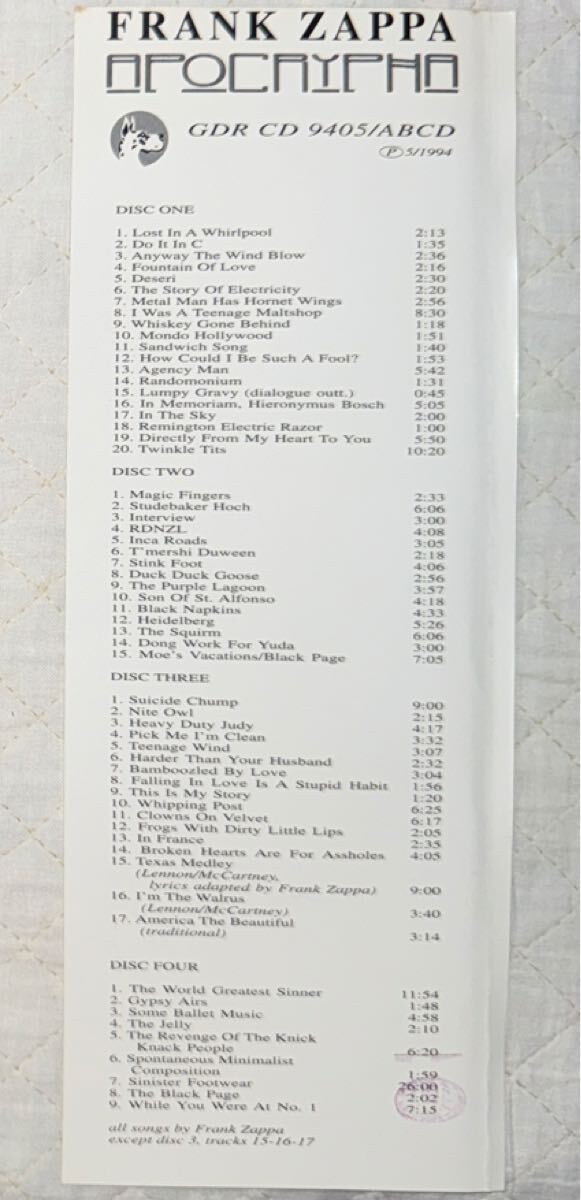 FRANK ZAPPA
APOCRYPHA
GDR CD 9405/ABCD
Ⓟ 5/1994
DISC ONE
1. Lost In A Whirlpool 2:13
2. Do It In C 1:35
3. Anyway The Wind Blow 2:36
4. Fountain Of Love 2:16
5. Deseri 2:30
6. The Story Of Electricity 2:20
7. Metal Man Has Hornet Wings 2:56
8. I Was A Teenage Maltshop 8:30
9. Whiskey Gone Behind 1:18
10. Mondo Hollywood 1:51
11. Sandwich Song 1:40
12. How Could I Be Such A Fool? 1:53
13. Agency Man 5:42
14. Randomonium 1:31
15. Lumpy Gravy (dialogue outt.) 0:45
16. In Memoriam, Hieronymus Bosch 5:05
17. In The Sky 2:00
18. Remington Electric Razor 1:00
19. Directly From My Heart To You 5:50
20. Twinkle Tits 10:20
DISC TWO
1. Magic Fingers 2:33
2. Studebaker Hoch 6:06
3. Interview 3:00
4. RDNZL 4:08
5. Inca Roads 3:05
6. T'mershi Duween 2:18
7. Stink Foot 4:06
8. Duck Duck Goose 2:56
9. The Purple Lagoon 3:57
10. Son Of St. Alfonso 4:18
11. Black Napkins 4:33
12. Heidelberg 5:26
13. The Squirm 6:06
14. Dong Work For Yuda 3:00
15. Moe's Vacations/Black Page 7:05
DISC THREE
1. Suicide Chump 9:00
2. Nite Owl 2:15
3. Heavy Duty Judy 4:17
4. Pick Me I'm Clean 3:32
5. Teenage Wind 3:07
6. Harder Than Your Husband 2:32
7. Bamboozled By Love 3:04
8. Falling In Love Is A Stupid Habit 1:56
9. This Is My Story 1:20
10. Whipping Post 6:25
11. Clowns On Velvet 6:17
12. Frogs With Dirty Little Lips 2:05
13. In France 2:35
14. Broken Hearts Are For Assholes 4:05
15. Texas Medley
(Lennon/McCartney,
lyrics adapted by Frank Zappa) 9:00
16. I'm The Walrus
(Lennon/McCartney) 3:40
17. America The Beautiful
(traditional) 3:14
DISC FOUR
1. The World Greatest Sinner 11:54
2. Gypsy Airs 1:48
3. Some Ballet Music 4:58
4. The Jelly 2:10
5. The Revenge Of The Knick
Knack People 6:20
6. Spontaneous Minimalist
Composition 1:59
7. Sinister Footwear 26:00
8. The Black Page 2:02
9. While You Were At No. 1 7:15
all songs by Frank Zappa
except disc 3, tracks 15-16-17